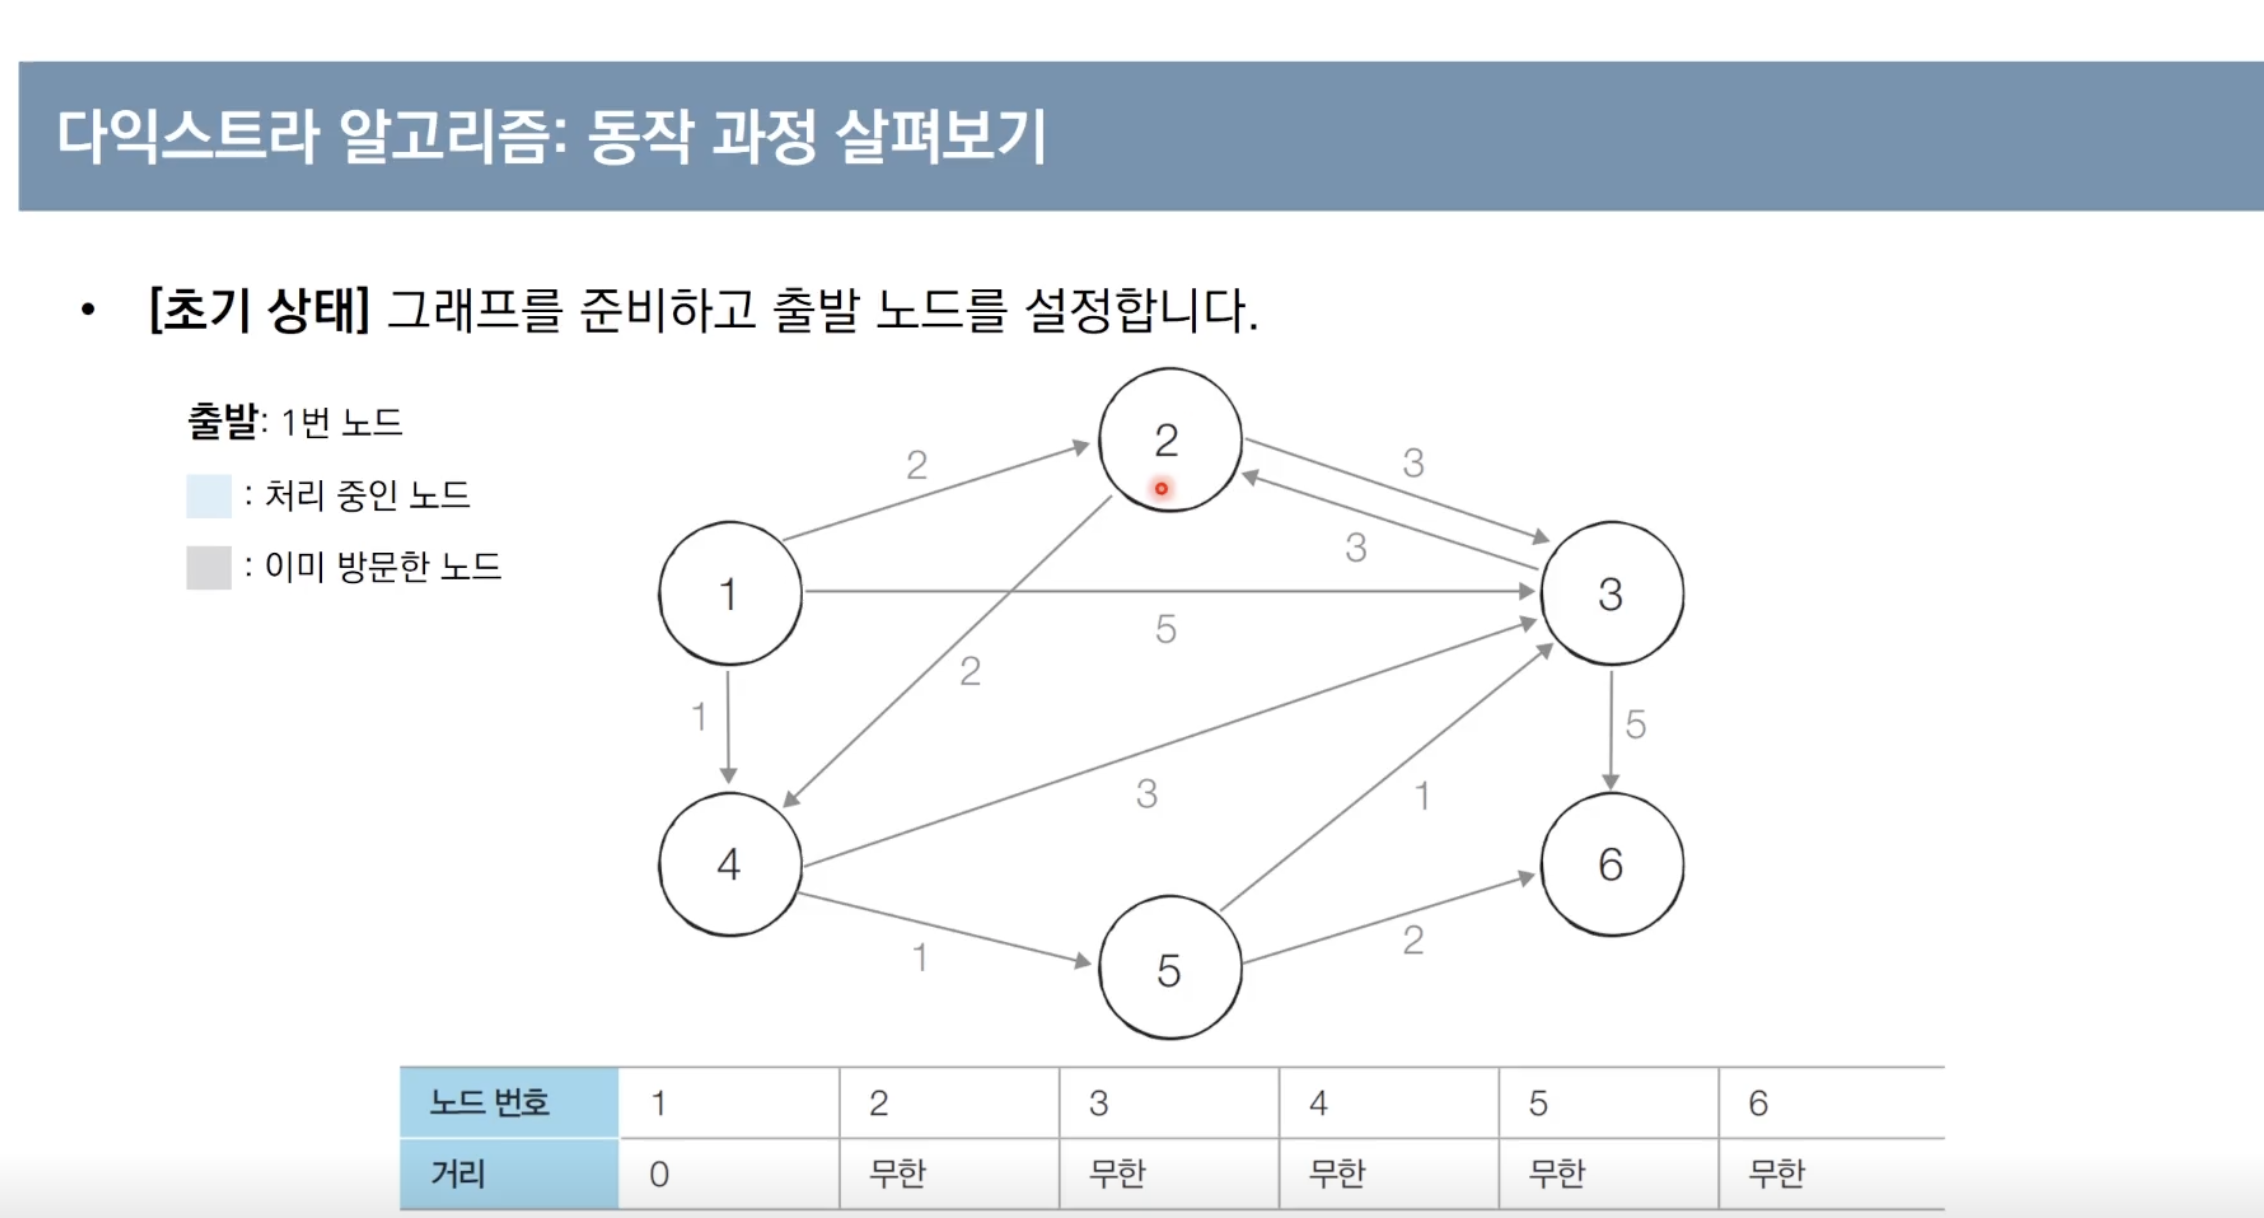 다익스트라 알고리즘: 동작 과정 살펴보기
• [초기 상태] 그래프를 준비하고 출발 노드를 설정합니다.
출발: 1번 노드
: 처리 중인 노드
: 이미 방문한 노드
2
2
3
3
1
3
5
2
1
5
4
3
1
6
1
5
2
노드 번호 1 2 3 4 5 6
거리 0 무한 무한 무한 무한 무한